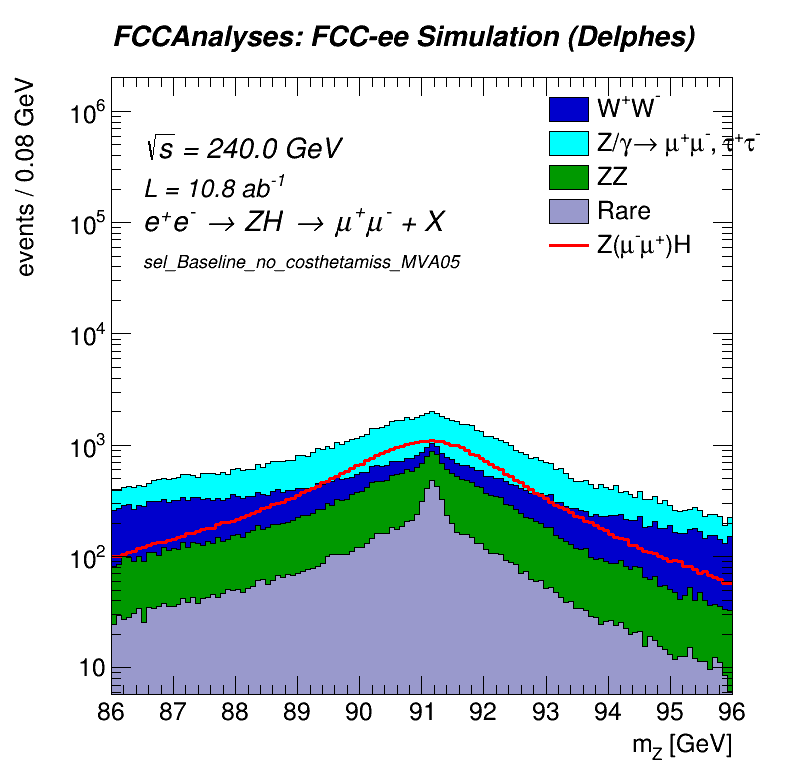 FCCAnalyses: FCC-ee Simulation (Delphes)
events / 0.08 GeV
10⁶
10⁵
10⁴
10³
10²
10
√s = 240.0 GeV
L = 10.8 ab⁻¹
e⁺e⁻ → ZH → μ⁺μ⁻ + X
sel_Baseline_no_costhetamiss_MVA05
W⁺W⁻
Z/γ→ μ⁺μ⁻, τ⁺τ⁻
ZZ
Rare
Z(μ⁻μ⁺)H
86 87 88 89 90 91 92 93 94 95 96
m_Z [GeV]